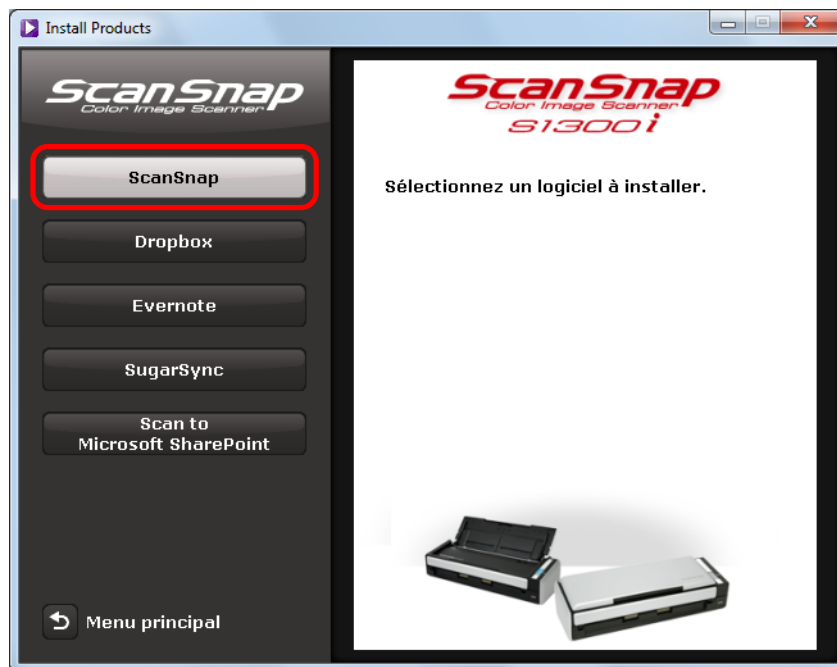 Install Products
ScanSnap
Color Image Scanner
ScanSnap
Dropbox
Evernote
SugarSync
Scan to
Microsoft SharePoint
Menu principal
ScanSnap
Color Image Scanner
S1300i
Sélectionnez un logiciel à installer.